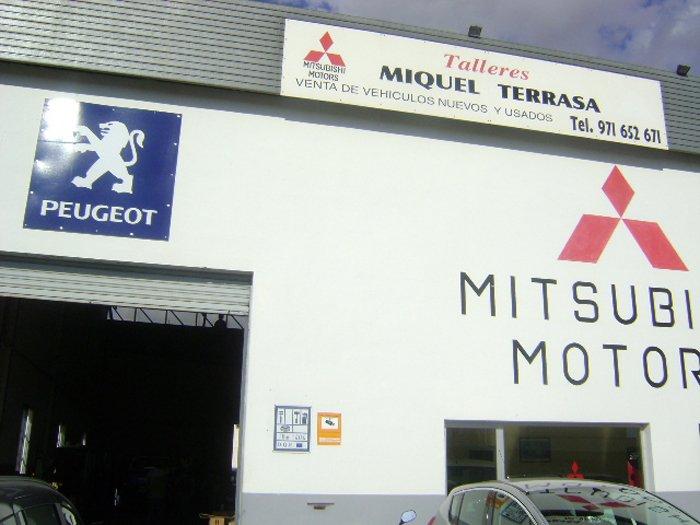 Talleres
MITSUBISHI
MOTORS
MIQUEL TERRASA
VENTA DE VEHICULOS NUEVOS Y USADOS
Tel. 971 652 671
PEUGEOT
MITSUBI
MOTOR